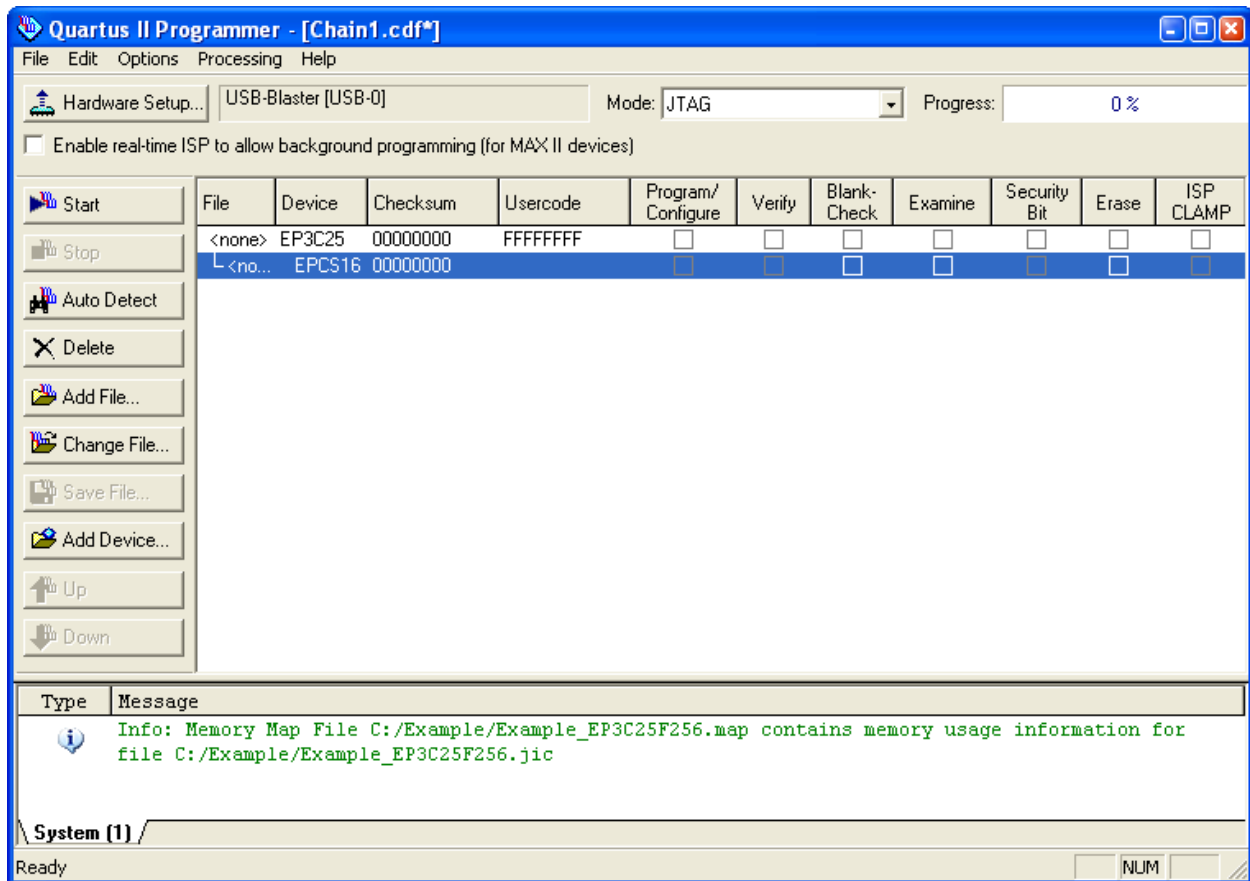 Quartus II Programmer - [Chain1.cdf*]
File Edit Options Processing Help
Hardware Setup... USB-Blaster [USB-0] Mode: JTAG Progress: 0 %
Enable real-time ISP to allow background programming (for MAX II devices)
Start
Stop
Auto Detect
Delete
Add File...
Change File...
Save File...
Add Device...
Up
Down
File Device Checksum Usercode Program/ Configure Verify Blank- Check Examine Security Bit Erase ISP CLAMP
<none> EP3C25 00000000 FFFFFFFF
<no... EPCS16 00000000
Type Message
Info: Memory Map File C:/Example/Example_EP3C25F256.map contains memory usage information for
file C:/Example/Example_EP3C25F256.jic
System (1)
Ready NUM